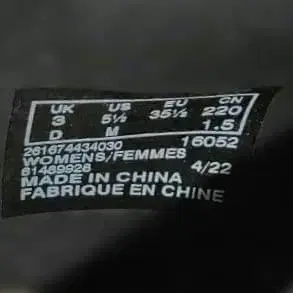 UK US EU CN
3 5½ 35½ 220
D M 1.5
261674434030 16052
WOMENS/FEMMES
61489926 4/22
MADE IN CHINA
FABRIQUE EN CHINE